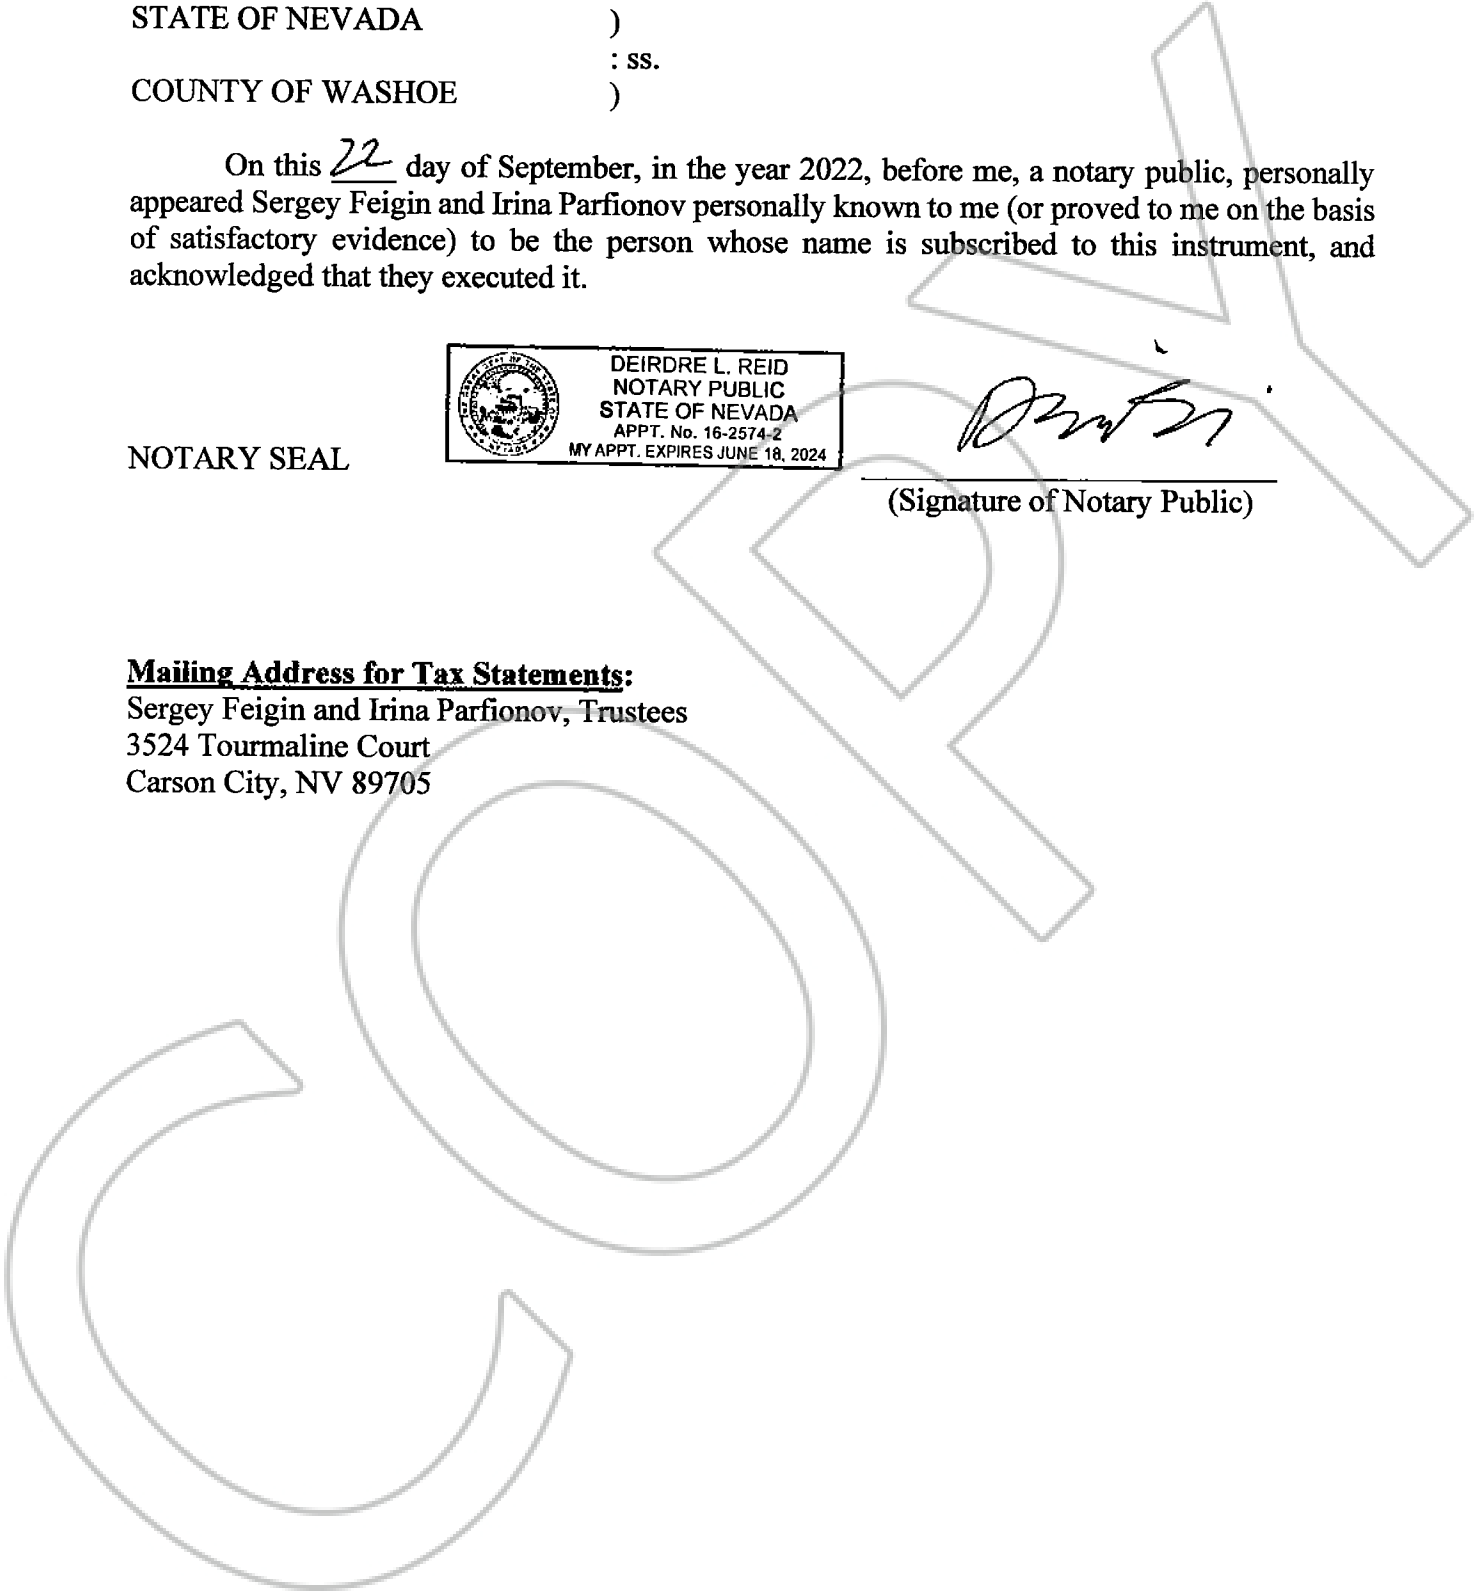 STATE OF NEVADA )
: ss.
COUNTY OF WASHOE )
On this 22 day of September, in the year 2022, before me, a notary public, personally
appeared Sergey Feigin and Irina Parfionov personally known to me (or proved to me on the basis
of satisfactory evidence) to be the person whose name is subscribed to this instrument, and
acknowledged that they executed it.
DEIRDRE L. REID
NOTARY PUBLIC
STATE OF NEVADA
APPT. No. 16-2574-2
MY APPT. EXPIRES JUNE 18, 2024
NOTARY SEAL
(Signature of Notary Public)
Mailing Address for Tax Statements:
Sergey Feigin and Irina Parfionov, Trustees
3524 Tourmaline Court
Carson City, NV 89705
COPY